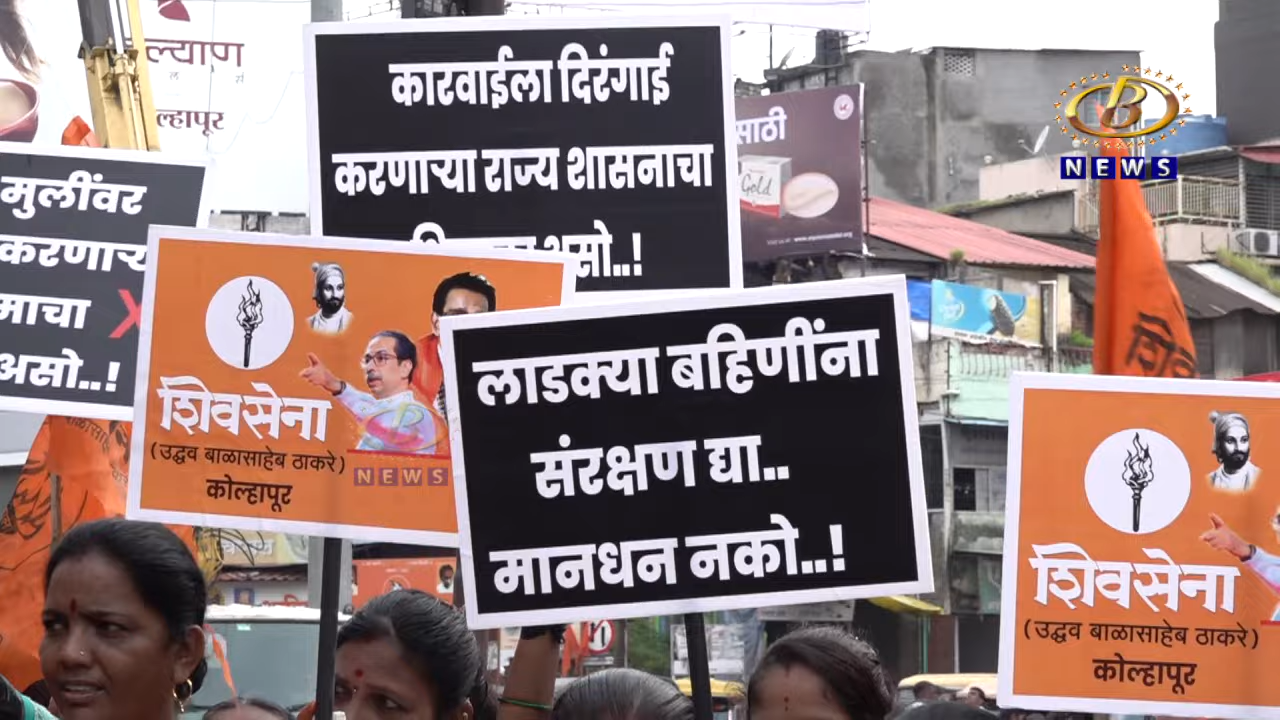 ल्याण
ल्हापूर
मुलींवर
माचा
असो..!
कारवाईला दिरंगाई
करणाऱ्या राज्य शासनाचा
असो..!
साठी
Gold
B
NEWS
शिवसेना
(उद्धव बाळासाहेब ठाकरे)
कोल्हापूर
NEWS
लाडक्या बहिणींना
संरक्षण द्या..
मानधन नको..!
शिवसेना
(उद्धव बाळासाहेब ठाकरे)
कोल्हापूर